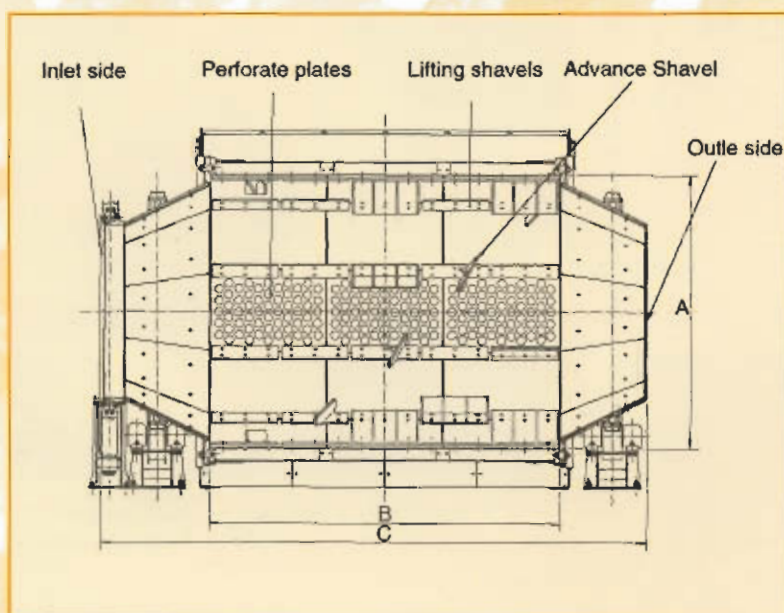 Inlet side
Perforate plates
Lifting shavels
Advance Shavel
Outle side
A
B
C